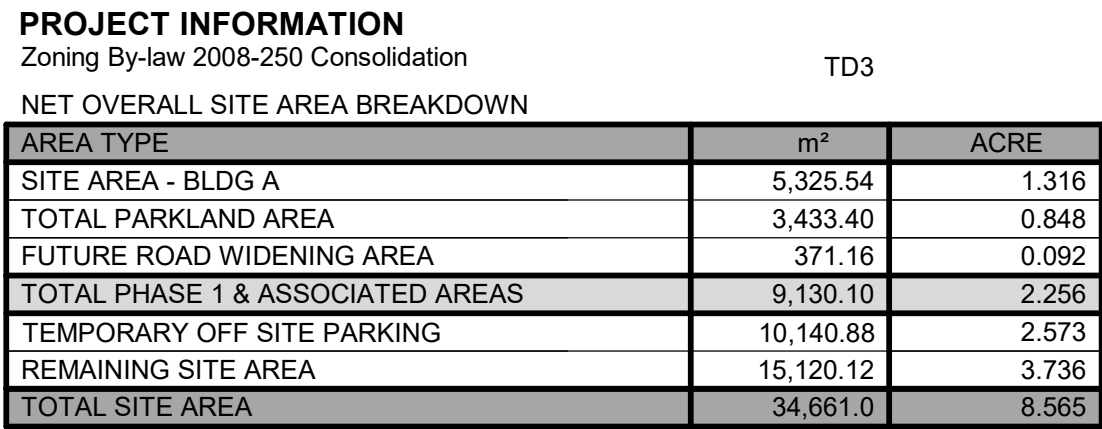 PROJECT INFORMATION
Zoning By-law 2008-250 Consolidation TD3
NET OVERALL SITE AREA BREAKDOWN
AREA TYPE m² ACRE
SITE AREA - BLDG A 5,325.54 1.316
TOTAL PARKLAND AREA 3,433.40 0.848
FUTURE ROAD WIDENING AREA 371.16 0.092
TOTAL PHASE 1 & ASSOCIATED AREAS 9,130.10 2.256
TEMPORARY OFF SITE PARKING 10,140.88 2.573
REMAINING SITE AREA 15,120.12 3.736
TOTAL SITE AREA 34,661.0 8.565